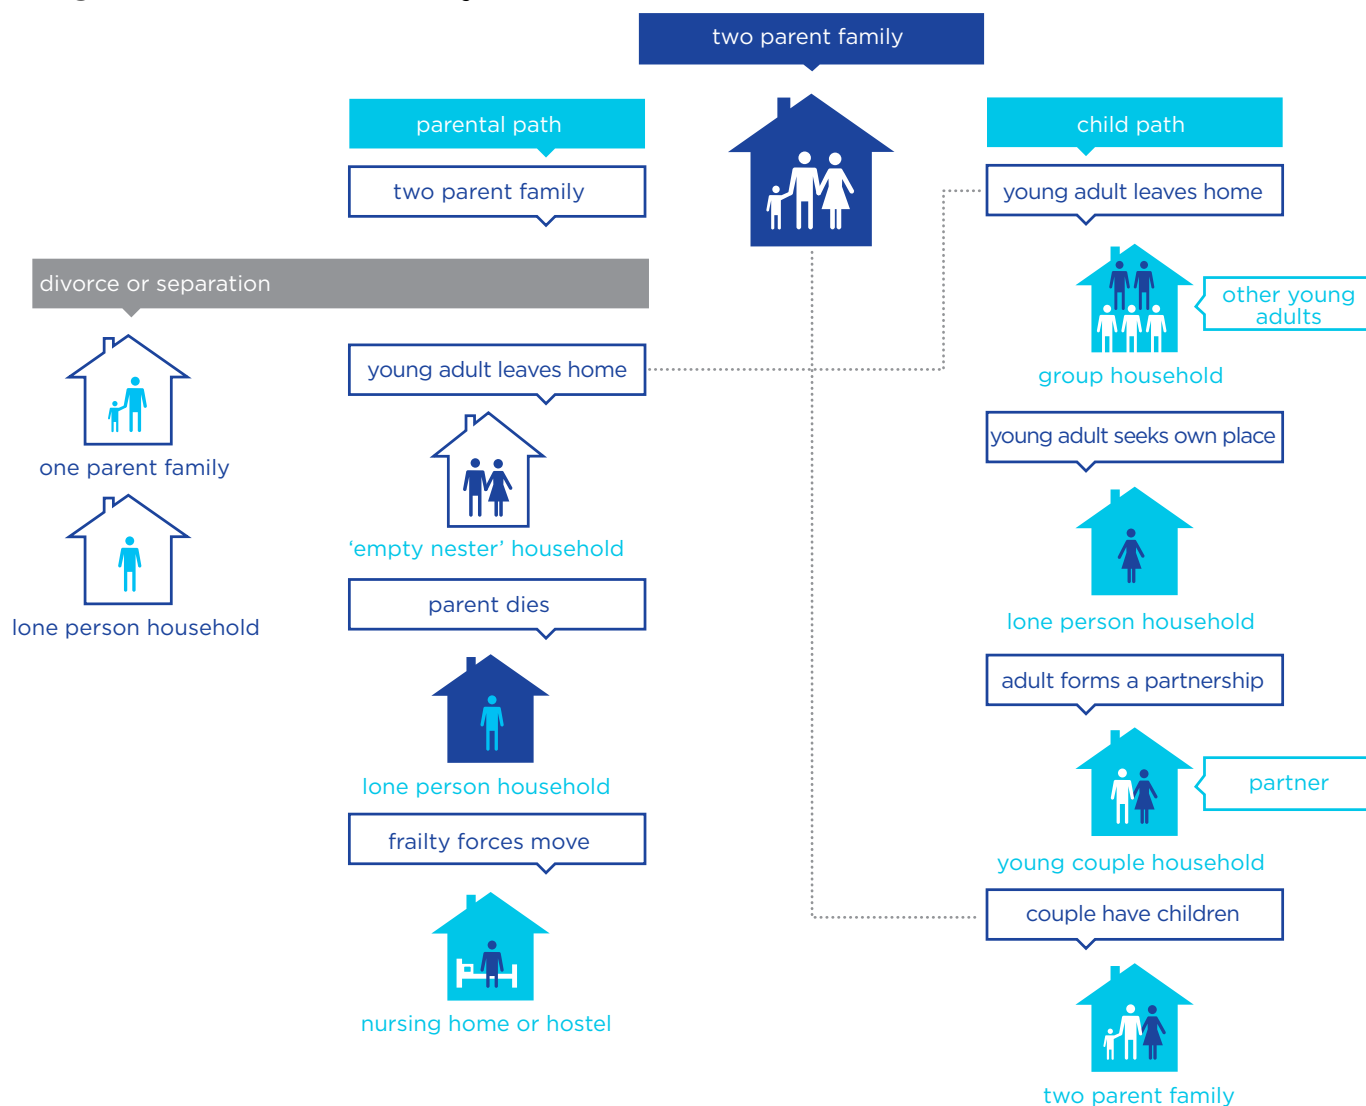 two parent family
parental path
two parent family
divorce or separation
one parent family
lone person household
young adult leaves home
‘empty nester’ household
parent dies
lone person household
frailty forces move
nursing home or hostel
child path
young adult leaves home
other young
adults
group household
young adult seeks own place
lone person household
adult forms a partnership
partner
young couple household
couple have children
two parent family